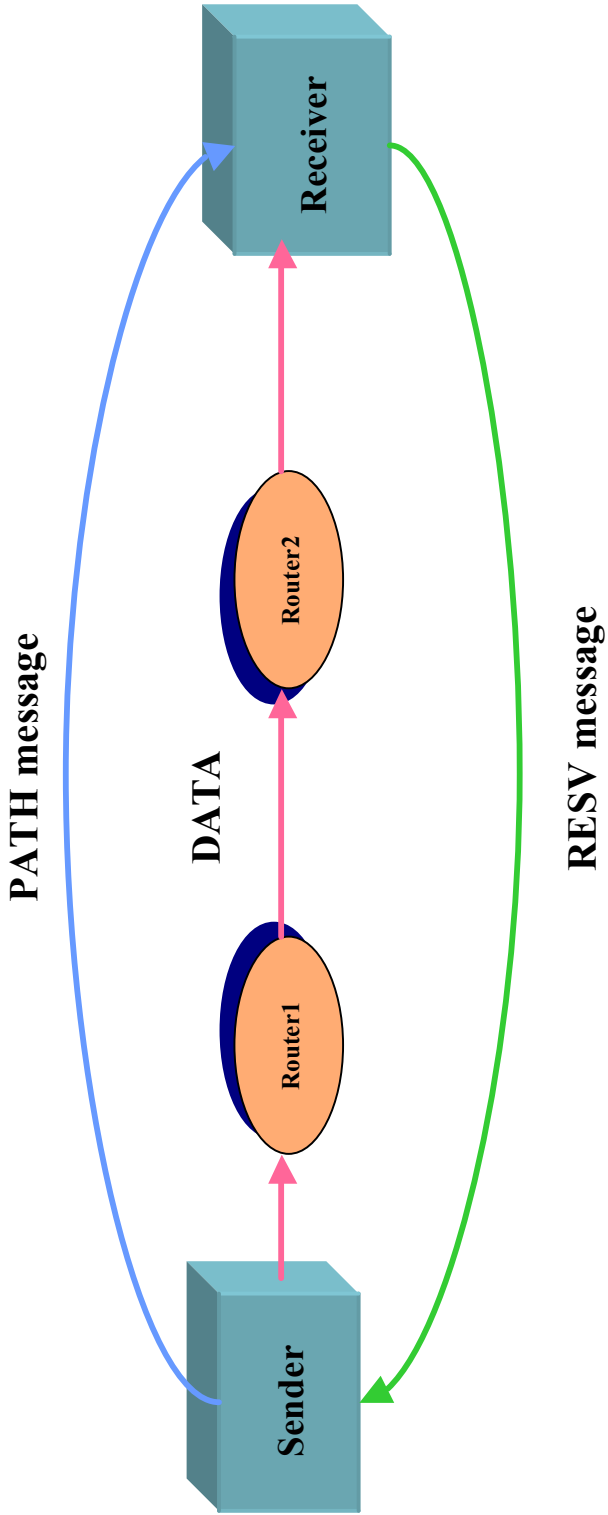 PATH message
DATA
Sender
Router1
Router2
Receiver
RESV message